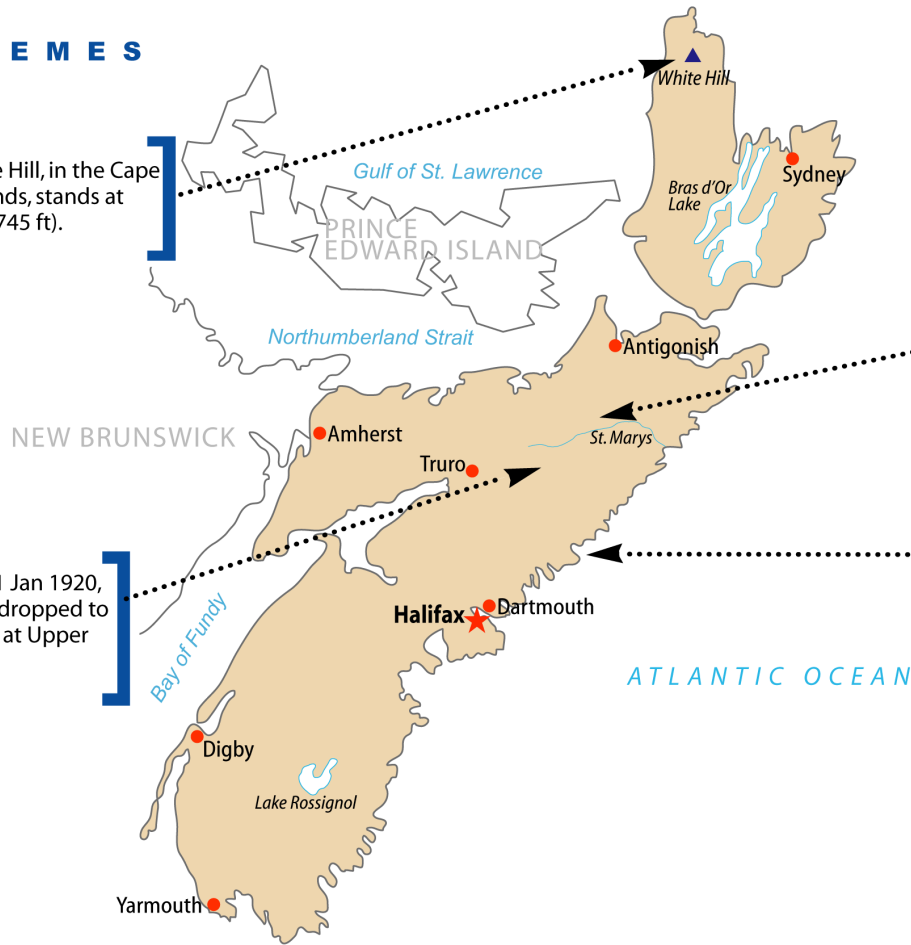 EMES
White Hill
Hill, in the Cape
stands at
745 ft).
Gulf of St. Lawrence
Sydney
Bras d'Or
Lake
PRINCE
EDWARD ISLAND
Northumberland Strait
Antigonish
NEW BRUNSWICK
Amherst
St. Marys
Truro
Jan 1920,
dropped to
at Upper
Bay of Fundy
Halifax
Dartmouth
ATLANTIC OCEAN
Digby
Lake Rossignol
Yarmouth